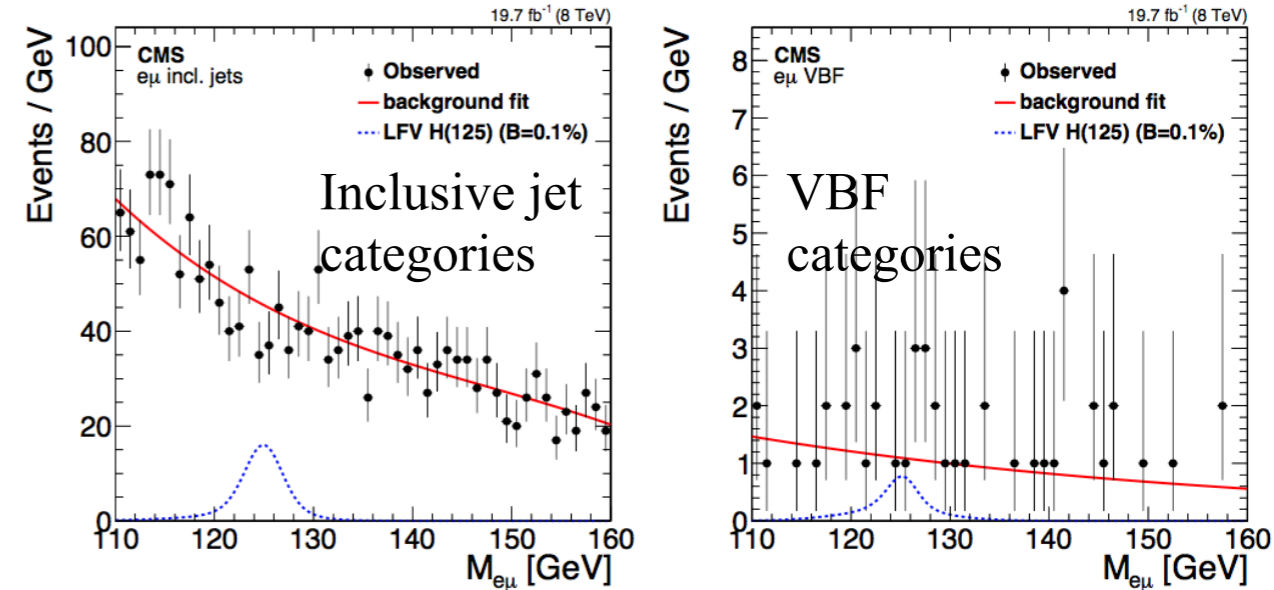 19.7 fb⁻¹ (8 TeV)
CMS
eμ incl. jets
Observed
background fit
LFV H(125) (B=0.1%)
Inclusive jet
categories
Events / GeV
100
80
60
40
20
0
110 120 130 140 150 160
M_eμ [GeV]
19.7 fb⁻¹ (8 TeV)
CMS
eμ VBF
Observed
background fit
LFV H(125) (B=0.1%)
VBF
categories
Events / GeV
8
7
6
5
4
3
2
1
0
110 120 130 140 150 160
M_eμ [GeV]